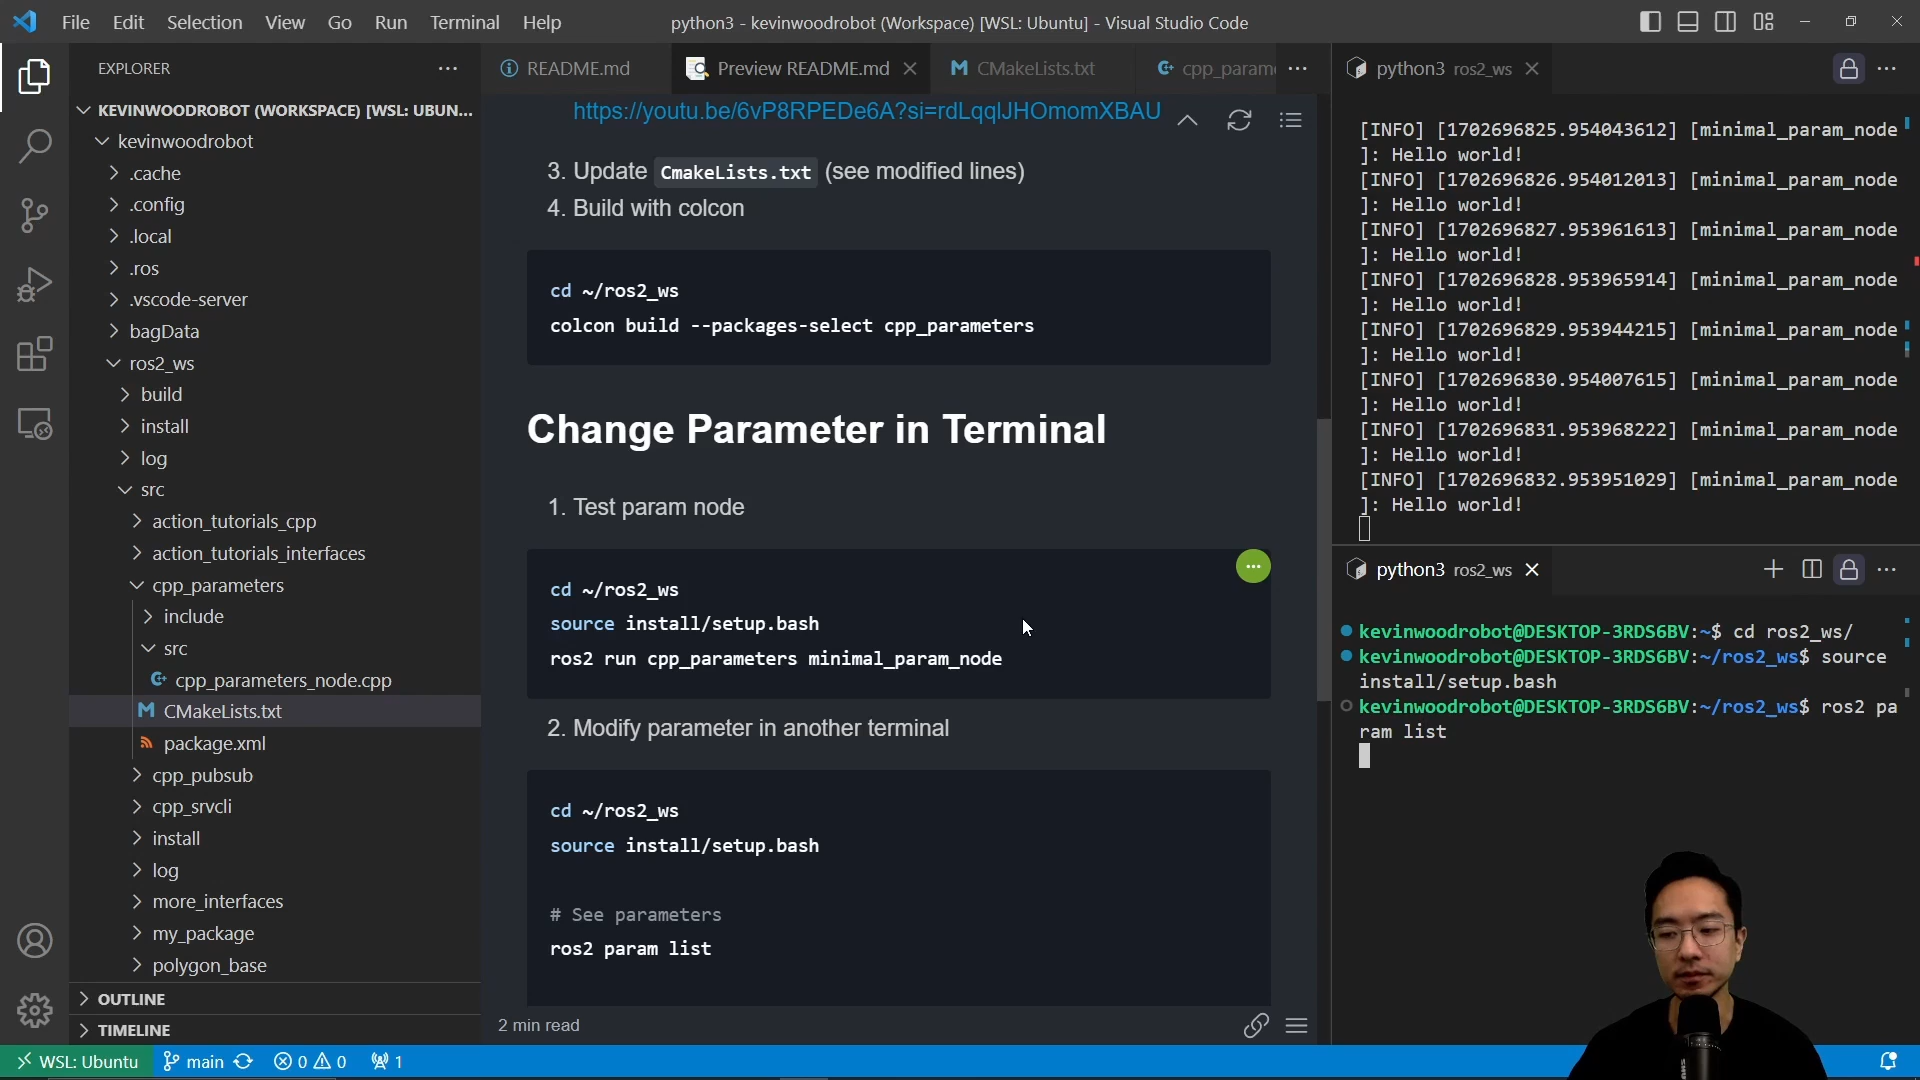 File Edit Selection View Go Run Terminal Help
python3 - kevinwoodrobot (Workspace) [WSL: Ubuntu] - Visual Studio Code
EXPLORER
KEVINWOODROBOT (WORKSPACE) [WSL: UBUN...
kevinwoodrobot
.cache
.config
.local
.ros
.vscode-server
bagData
ros2_ws
build
install
log
src
action_tutorials_cpp
action_tutorials_interfaces
cpp_parameters
include
src
cpp_parameters_node.cpp
CMakeLists.txt
package.xml
cpp_pubsub
cpp_srvcli
install
log
more_interfaces
my_package
polygon_base
OUTLINE
TIMELINE
README.md
Preview README.md
CMakeLists.txt
cpp_param
https://youtu.be/6vP8RPEDe6A?si=rdLqqlJHOmomXBAU
3. Update CmakeLists.txt (see modified lines)
4. Build with colcon
cd ~/ros2_ws
colcon build --packages-select cpp_parameters
Change Parameter in Terminal
1. Test param node
cd ~/ros2_ws
source install/setup.bash
ros2 run cpp_parameters minimal_param_node
2. Modify parameter in another terminal
cd ~/ros2_ws
source install/setup.bash
# See parameters
ros2 param list
2 min read
python3 ros2_ws
[INFO] [1702696825.954043612] [minimal_param_node
]: Hello world!
[INFO] [1702696826.954012013] [minimal_param_node
]: Hello world!
[INFO] [1702696827.953961613] [minimal_param_node
]: Hello world!
[INFO] [1702696828.953965914] [minimal_param_node
]: Hello world!
[INFO] [1702696829.953944215] [minimal_param_node
]: Hello world!
[INFO] [1702696830.954007615] [minimal_param_node
]: Hello world!
[INFO] [1702696831.953968222] [minimal_param_node
]: Hello world!
[INFO] [1702696832.953951029] [minimal_param_node
]: Hello world!
python3 ros2_ws
kevinwoodrobot@DESKTOP-3RDS6BV:~$ cd ros2_ws/
kevinwoodrobot@DESKTOP-3RDS6BV:~/ros2_ws$ source
install/setup.bash
kevinwoodrobot@DESKTOP-3RDS6BV:~/ros2_ws$ ros2 pa
ram list
WSL: Ubuntu main 0 0 1